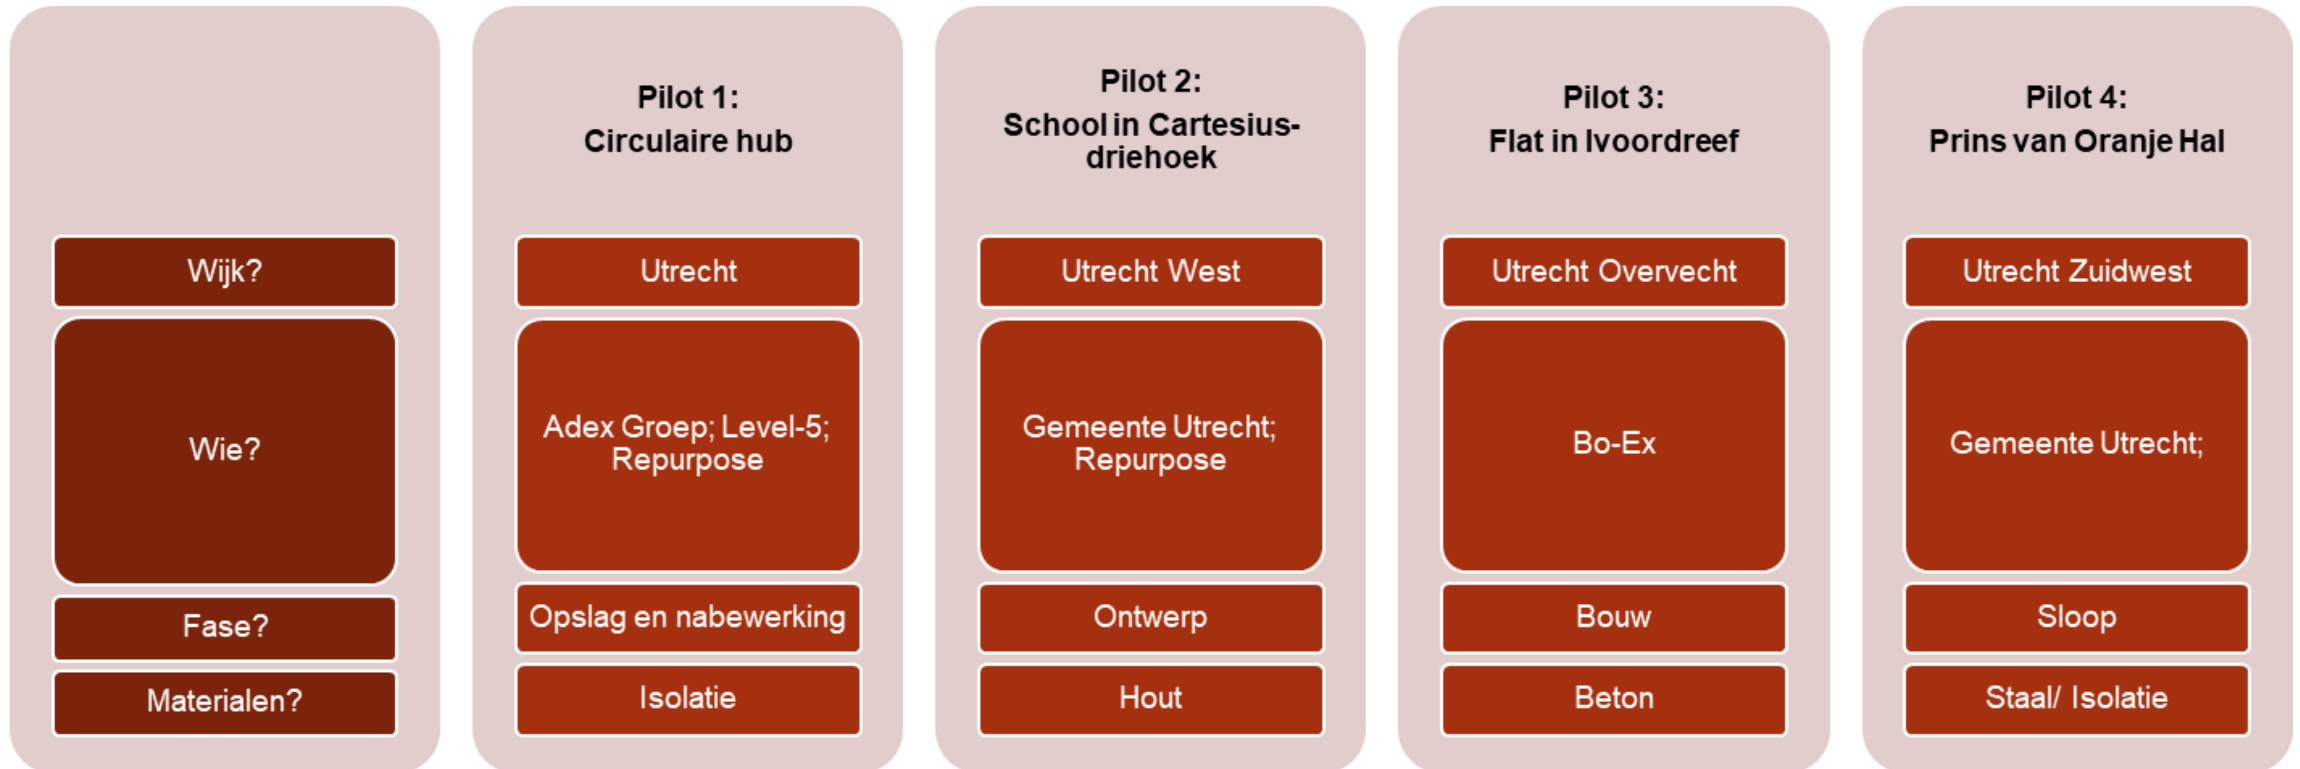 Wijk?
Wie?
Fase?
Materialen?
Pilot 1:
Circulaire hub
Utrecht
Adex Groep; Level-5;
Repurpose
Opslag en nabewerking
Isolatie
Pilot 2:
School in Cartesius-
driehoek
Utrecht West
Gemeente Utrecht;
Repurpose
Ontwerp
Hout
Pilot 3:
Flat in Ivoordreef
Utrecht Overvecht
Bo-Ex
Bouw
Beton
Pilot 4:
Prins van Oranje Hal
Utrecht Zuidwest
Gemeente Utrecht;
Sloop
Staal/ Isolatie